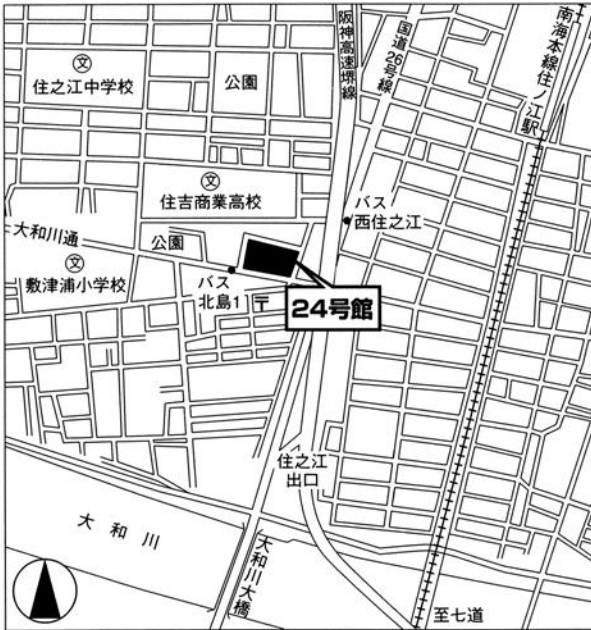 文
住之江中学校
公園
阪神高速堺線
国道26号線
南海本線住ノ江駅
文
住吉商業高校
バス
西住之江
大和川通
公園
文
敷津浦小学校
バス
北島1
〒
24号館
住之江
出口
大和川
大和川大橋
至七道